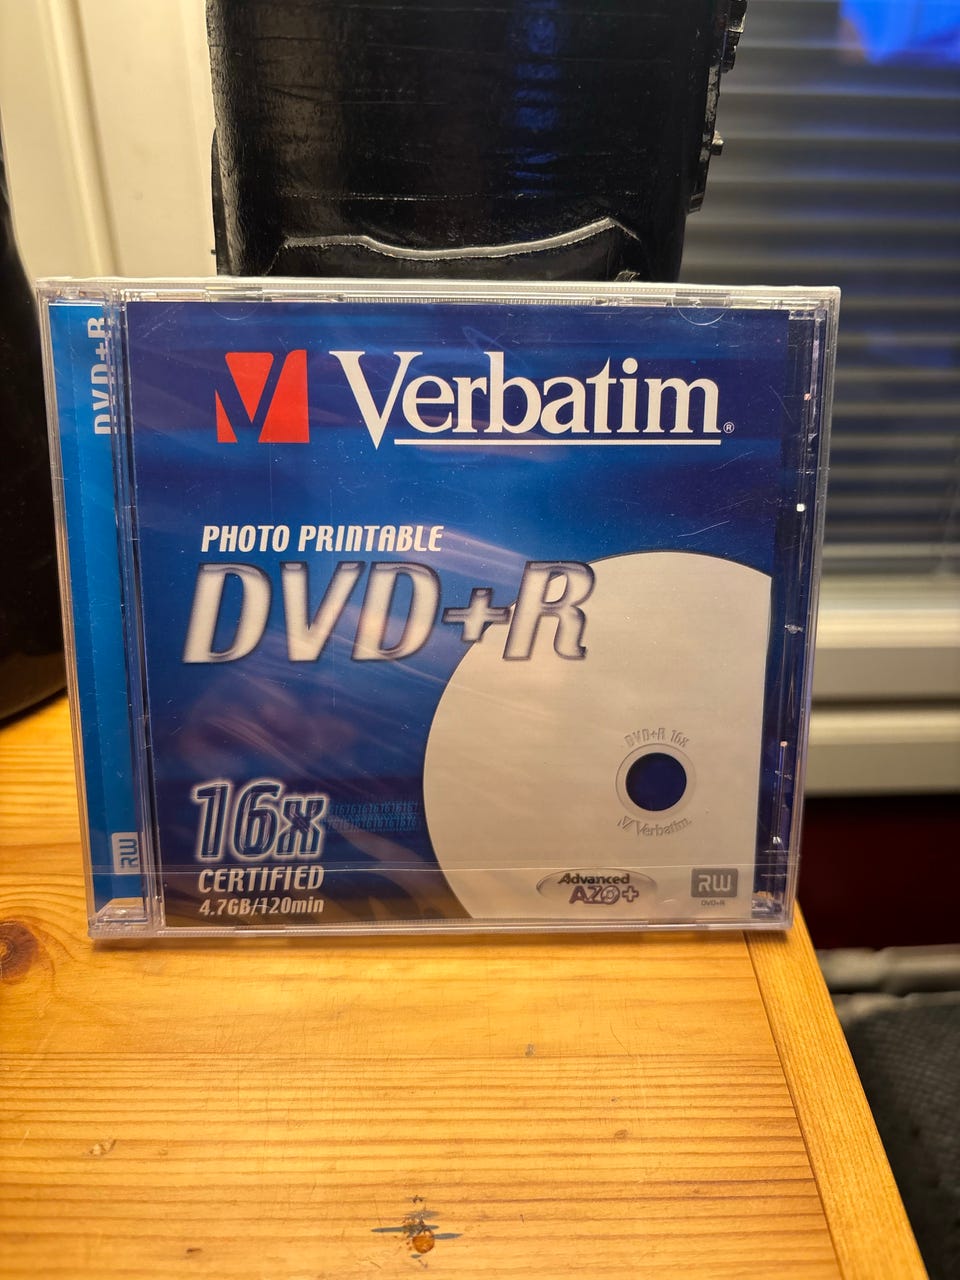 DVD+R
Verbatim®
PHOTO PRINTABLE
DVD+R
DVD+R 16x
Verbatim.
16x
CERTIFIED
4.7GB/120min
Advanced
AZO+
RW
DVD+R
RW